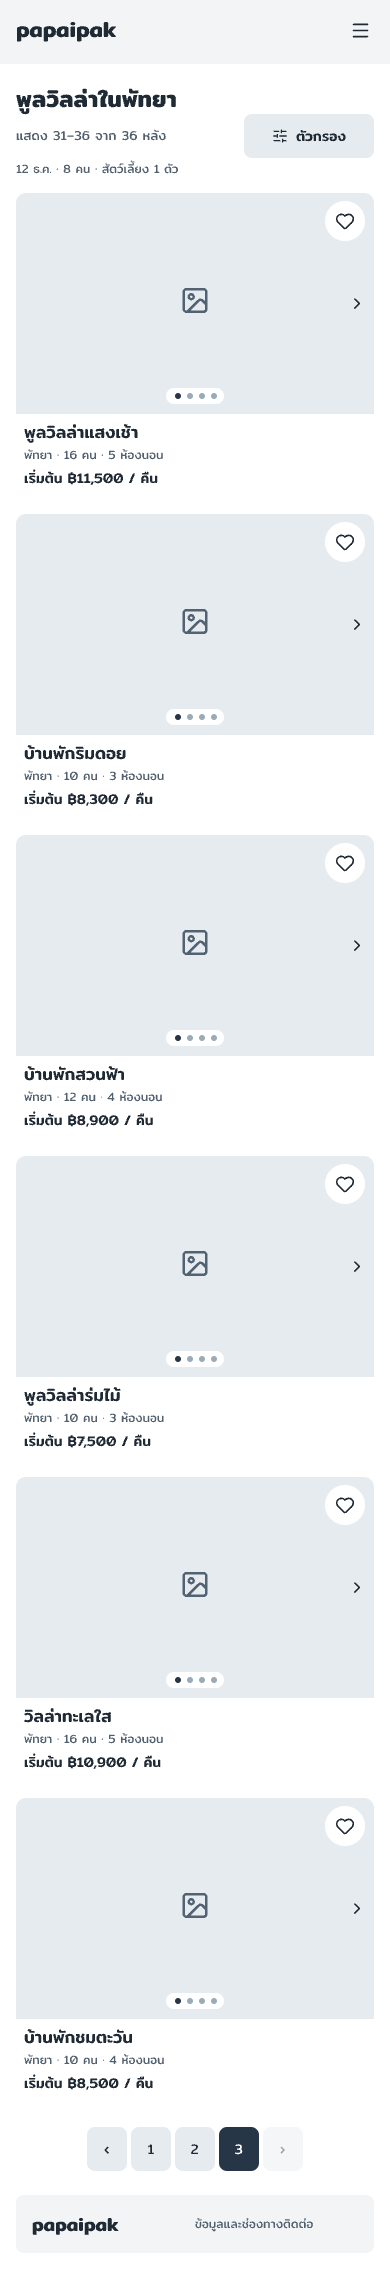 papaipak
พูลวิลล่าในพัทยา
แสดง 31–36 จาก 36 หลัง
ตัวกรอง
12 ธ.ค. · 8 คน · สัตว์เลี้ยง 1 ตัว
พูลวิลล่าแสงเช้า
พัทยา · 16 คน · 5 ห้องนอน
เริ่มต้น ฿11,500 / คืน
บ้านพักริมดอย
พัทยา · 10 คน · 3 ห้องนอน
เริ่มต้น ฿8,300 / คืน
บ้านพักสวนฟ้า
พัทยา · 12 คน · 4 ห้องนอน
เริ่มต้น ฿8,900 / คืน
พูลวิลล่าร่มไม้
พัทยา · 10 คน · 3 ห้องนอน
เริ่มต้น ฿7,500 / คืน
วิลล่าทะเลใส
พัทยา · 16 คน · 5 ห้องนอน
เริ่มต้น ฿10,900 / คืน
บ้านพักชมตะวัน
พัทยา · 10 คน · 4 ห้องนอน
เริ่มต้น ฿8,500 / คืน
‹ 1 2 3 ›
papaipak
ข้อมูลและช่องทางติดต่อ